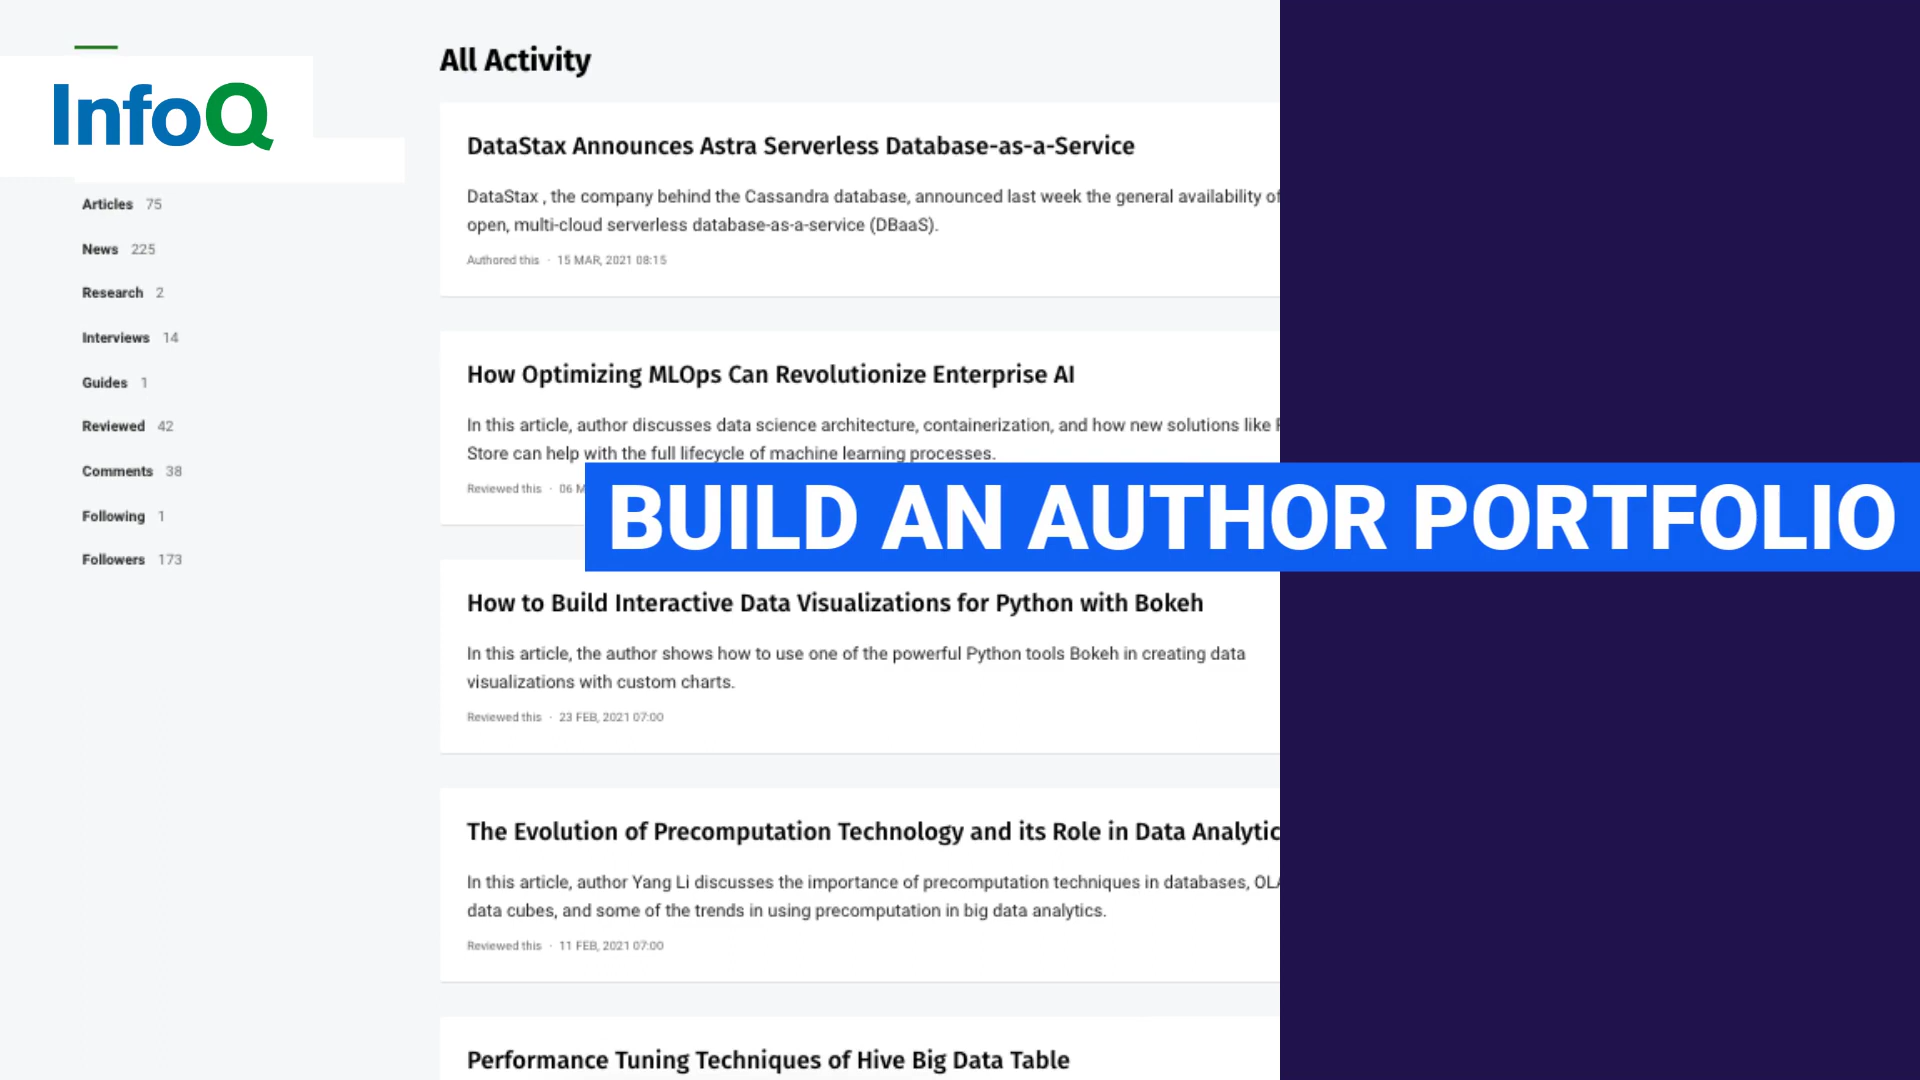 InfoQ
Articles 75
News 225
Research 2
Interviews 14
Guides 1
Reviewed 42
Comments 38
Following 1
Followers 173
All Activity
DataStax Announces Astra Serverless Database-as-a-Service
DataStax , the company behind the Cassandra database, announced last week the general availability of
open, multi-cloud serverless database-as-a-service (DBaaS).
Authored this · 15 MAR, 2021 08:15
How Optimizing MLOps Can Revolutionize Enterprise AI
In this article, author discusses data science architecture, containerization, and how new solutions like
Store can help with the full lifecycle of machine learning processes.
Reviewed this · 06
BUILD AN AUTHOR PORTFOLIO
How to Build Interactive Data Visualizations for Python with Bokeh
In this article, the author shows how to use one of the powerful Python tools Bokeh in creating data
visualizations with custom charts.
Reviewed this · 23 FEB, 2021 07:00
The Evolution of Precomputation Technology and its Role in Data Analytic
In this article, author Yang Li discusses the importance of precomputation techniques in databases,
data cubes, and some of the trends in using precomputation in big data analytics.
Reviewed this · 11 FEB, 2021 07:00
Performance Tuning Techniques of Hive Big Data Table